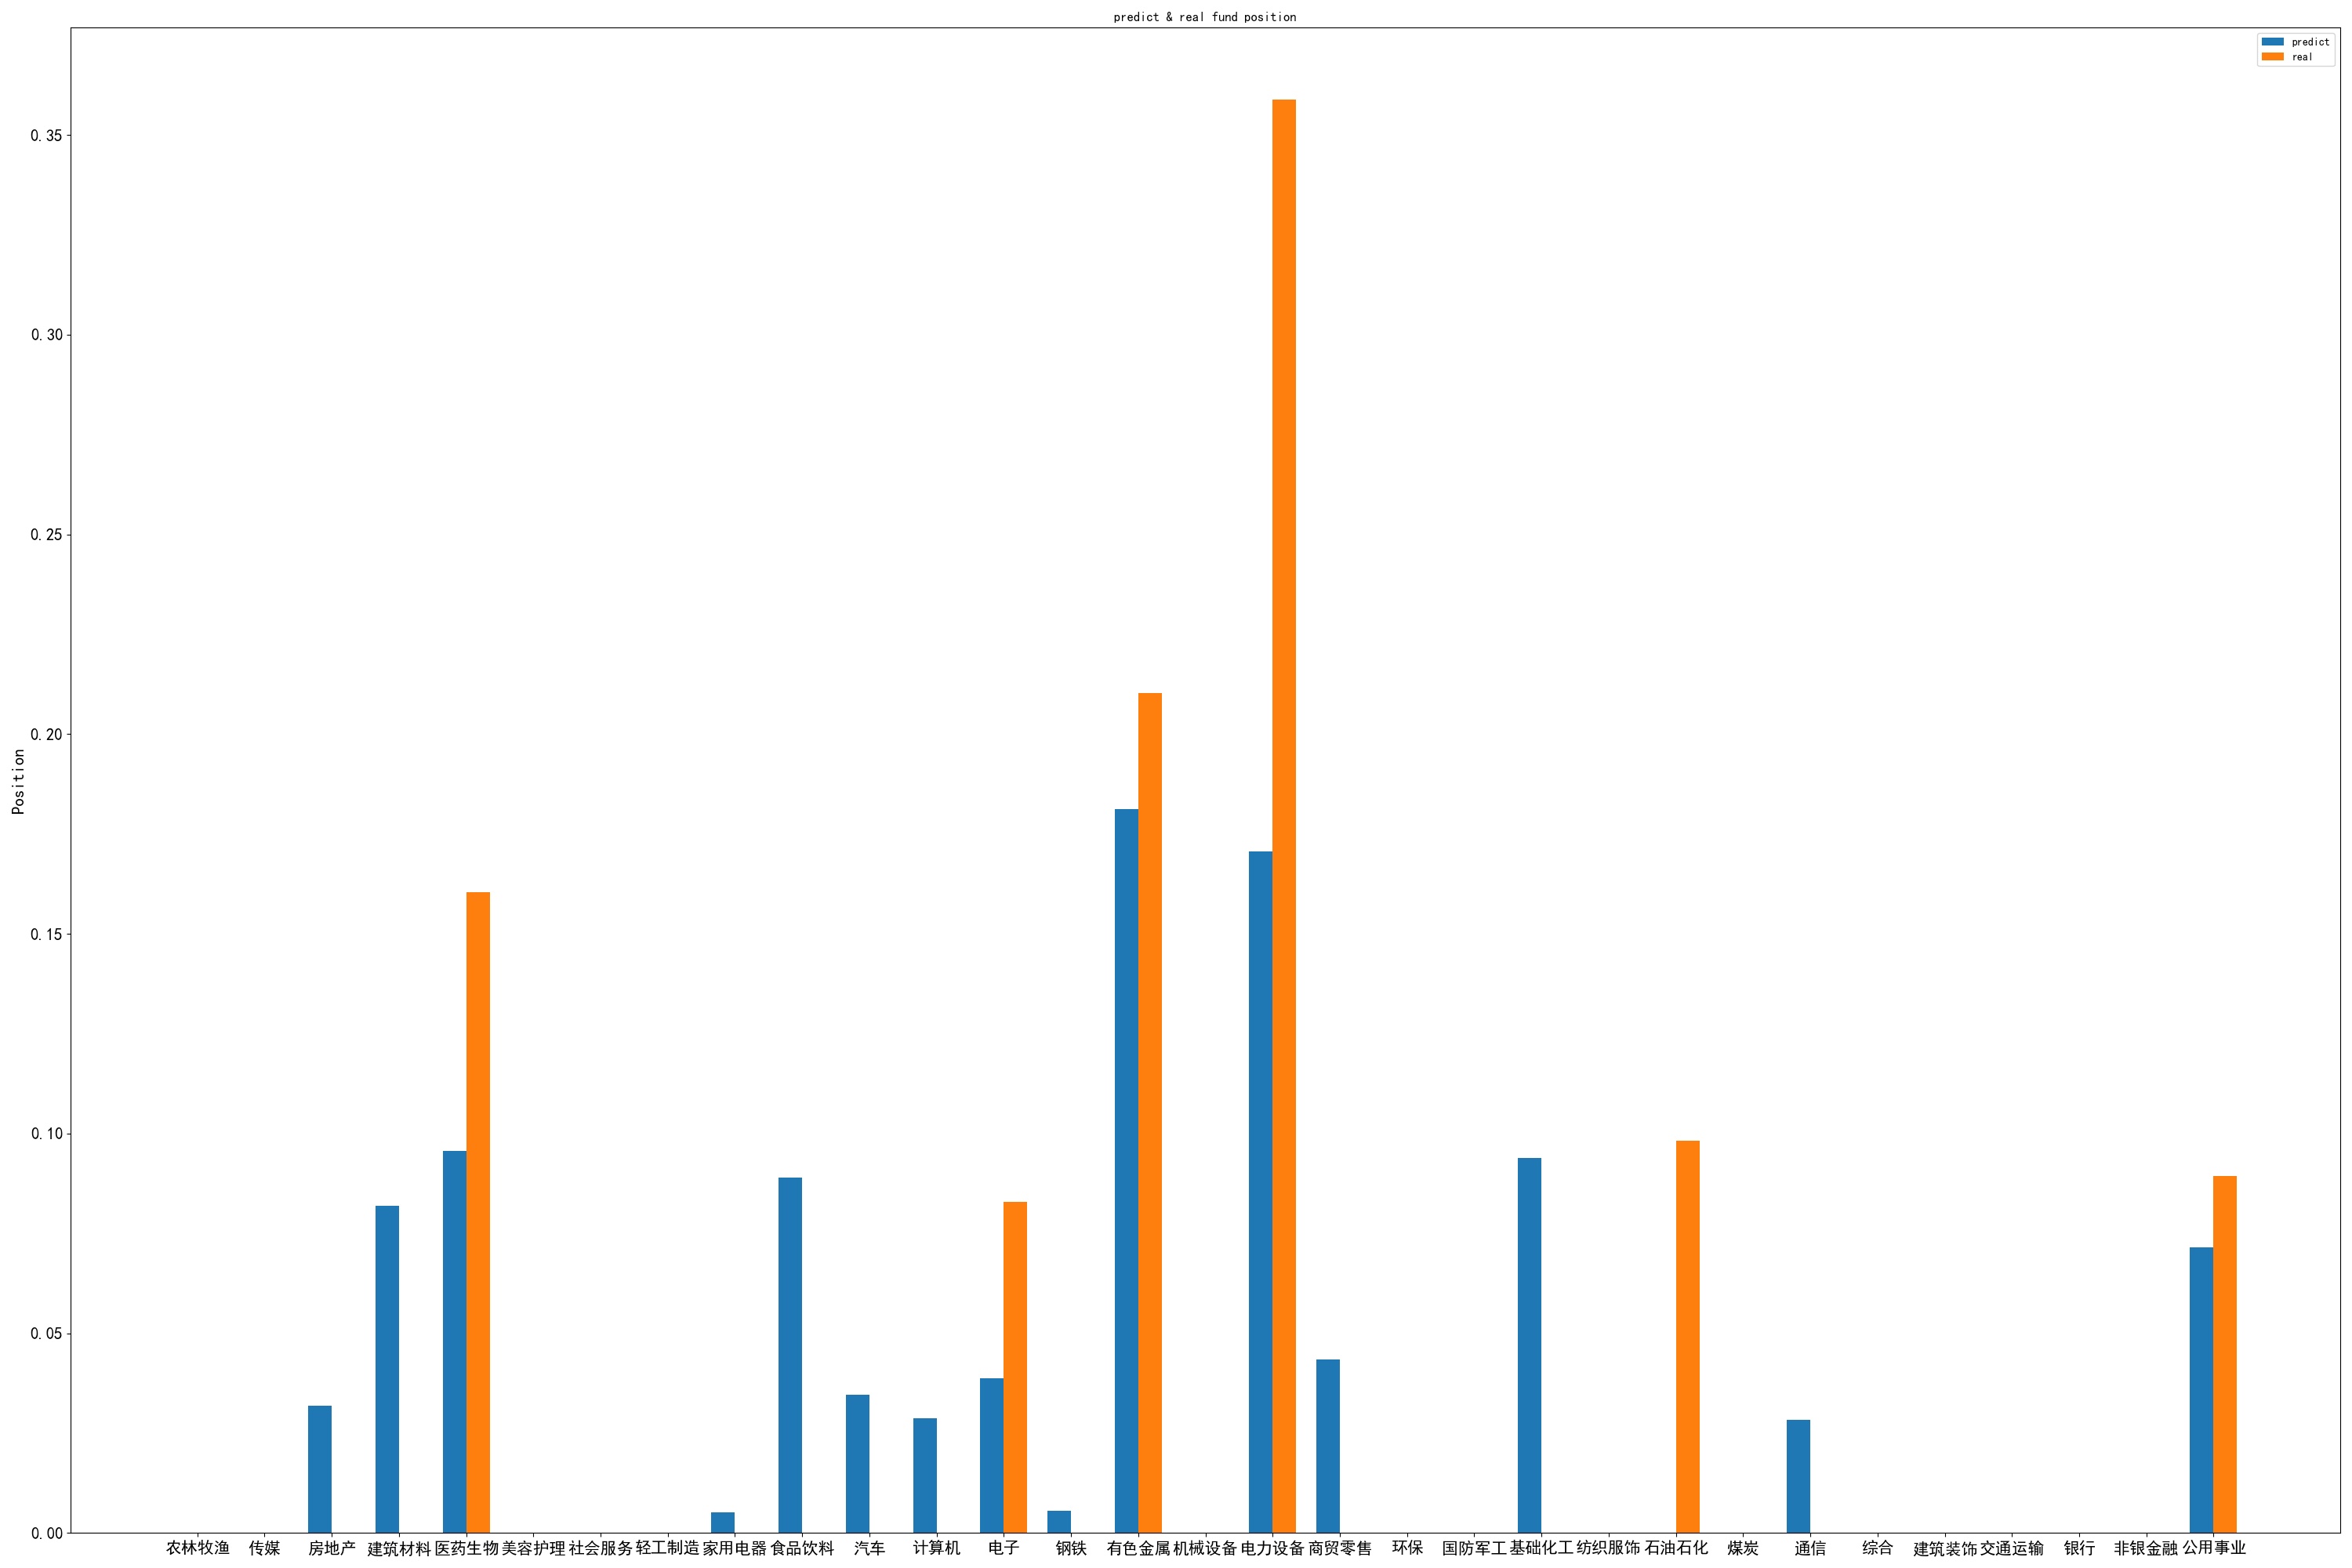 predict & real fund position
predict
real
0.35
0.30
0.25
0.20
0.15
0.10
0.05
0.00
Position
农林牧渔 传媒 房地产 建筑材料 医药生物 美容护理 社会服务 轻工制造 家用电器 食品饮料 汽车 计算机 电子 钢铁 有色金属 机械设备 电力设备 商贸零售 环保 国防军工 基础化工 纺织服饰 石油石化 煤炭 通信 综合 建筑装饰 交通运输 银行 非银金融 公用事业